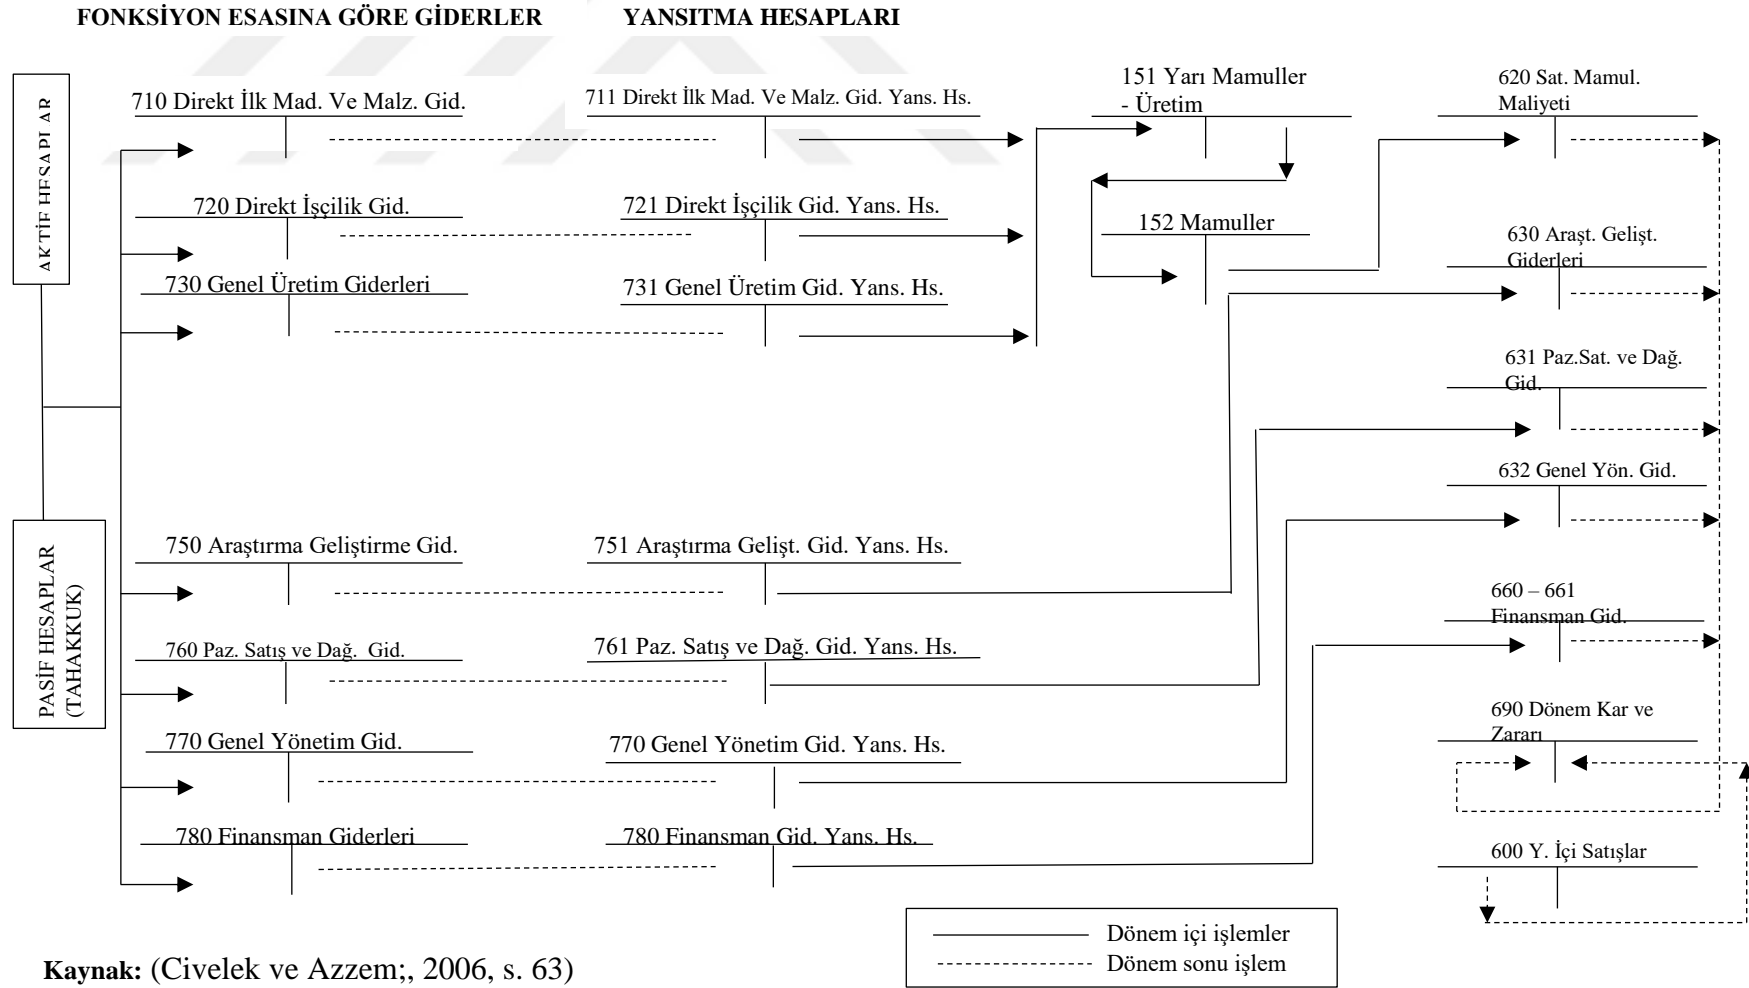 FONKSİYON ESASINA GÖRE GİDERLER
YANSITMA HESAPLARI
AKTİF HESAPLAR
PASİF HESAPLAR
(TAHAKKUK)
710 Direkt İlk Mad. Ve Malz. Gid.
711 Direkt İlk Mad. Ve Malz. Gid. Yans. Hs.
151 Yarı Mamuller
- Üretim
620 Sat. Mamul.
Maliyeti
720 Direkt İşçilik Gid.
721 Direkt İşçilik Gid. Yans. Hs.
152 Mamuller
630 Araşt. Gelişt.
Giderleri
730 Genel Üretim Giderleri
731 Genel Üretim Gid. Yans. Hs.
631 Paz.Sat. ve Dağ.
Gid.
632 Genel Yön. Gid.
750 Araştırma Geliştirme Gid.
751 Araştırma Gelişt. Gid. Yans. Hs.
660 – 661
Finansman Gid.
760 Paz. Satış ve Dağ. Gid.
761 Paz. Satış ve Dağ. Gid. Yans. Hs.
690 Dönem Kar ve
Zararı
770 Genel Yönetim Gid.
770 Genel Yönetim Gid. Yans. Hs.
780 Finansman Giderleri
780 Finansman Gid. Yans. Hs.
600 Y. İçi Satışlar
Dönem içi işlemler
Dönem sonu işlem
Kaynak: (Civelek ve Azzem;, 2006, s. 63)